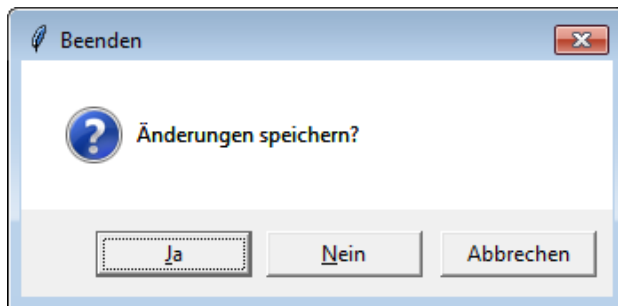 Beenden
Änderungen speichern?
Ja
Nein
Abbrechen